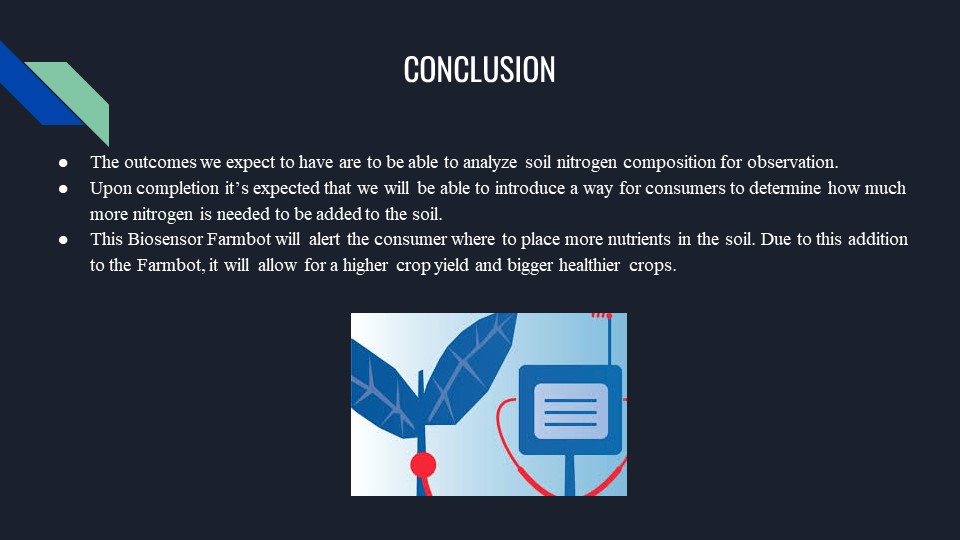 CONCLUSION
● The outcomes we expect to have are to be able to analyze soil nitrogen composition for observation.
● Upon completion it’s expected that we will be able to introduce a way for consumers to determine how much
more nitrogen is needed to be added to the soil.
● This Biosensor Farmbot will alert the consumer where to place more nutrients in the soil. Due to this addition
to the Farmbot, it will allow for a higher crop yield and bigger healthier crops.